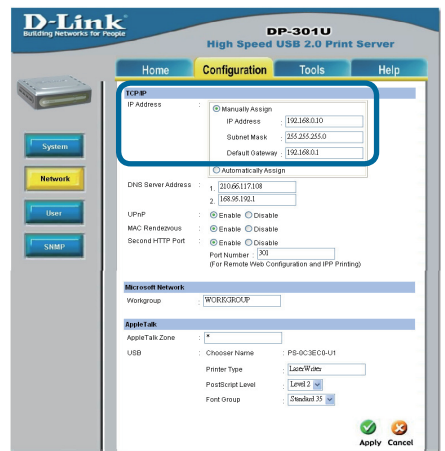 D-Link
Building Networks for People
DP-301U
High Speed USB 2.0 Print Server
Home Configuration Tools Help
System
Network
User
SNMP
TCP/IP
IP Address : Manually Assign
IP Address : 192.168.0.10
Subnet Mask : 255.255.255.0
Default Gateway : 192.168.0.1
Automatically Assign
DNS Server Address : 1. 210.66.117.108
2. 168.95.192.1
UPnP : Enable Disable
MAC Rendezvous : Enable Disable
Second HTTP Port : Enable Disable
Port Number : 301
(For Remote Web Configuration and IPP Printing)
Microsoft Network
Workgroup : WORKGROUP
AppleTalk
AppleTalk Zone : *
USB : Chooser Name : PS-0C3EC0-U1
Printer Type : LaserWriter
PostScript Level : Level 2
Font Group : Standard 35
Apply Cancel